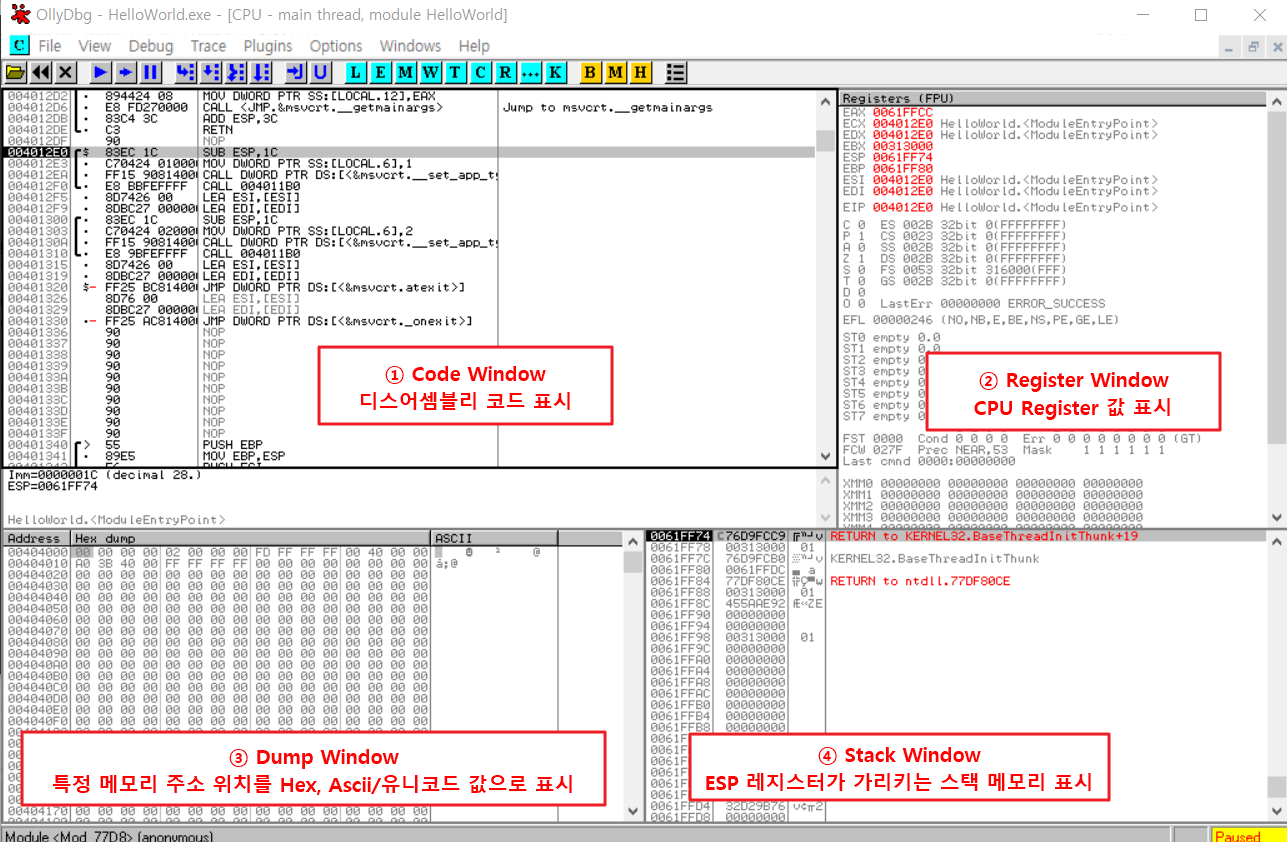 OllyDbg - HelloWorld.exe - [CPU - main thread, module HelloWorld]
C File View Debug Trace Plugins Options Windows Help
L E M W T C R ... K B M H
004012D2 . 894424 08 MOV DWORD PTR SS:[LOCAL.12],EAX
004012D6 . E8 FD270000 CALL <JMP.&msvcrt.__getmainargs> Jump to msvcrt.__getmainargs
004012DB . 83C4 3C ADD ESP,3C
004012DE . C3 RETN
004012DF 90 NOP
004012E0 $ 83EC 1C SUB ESP,1C
004012E3 . C70424 010000 MOV DWORD PTR SS:[LOCAL.6],1
004012EA . FF15 90814000 CALL DWORD PTR DS:[<&msvcrt.__set_app_ty
004012F0 . E8 BBFEFFFF CALL 004011B0
004012F5 . 8D7426 00 LEA ESI,[ESI]
004012F9 . 8DBC27 000000 LEA EDI,[EDI]
00401300 . 83EC 1C SUB ESP,1C
00401303 . C70424 020000 MOV DWORD PTR SS:[LOCAL.6],2
0040130A . FF15 90814000 CALL DWORD PTR DS:[<&msvcrt.__set_app_ty
00401310 . E8 9BFEFFFF CALL 004011B0
00401315 . 8D7426 00 LEA ESI,[ESI]
00401319 . 8DBC27 000000 LEA EDI,[EDI]
00401320 $- FF25 BC814000 JMP DWORD PTR DS:[<&msvcrt.atexit>]
00401326 8D76 00 LEA ESI,[ESI]
00401329 8DBC27 000000 LEA EDI,[EDI]
00401330 .- FF25 AC814000 JMP DWORD PTR DS:[<&msvcrt._onexit>]
00401336 90 NOP
00401337 90 NOP
00401338 90 NOP
00401339 90 NOP
0040133A 90 NOP
0040133B 90 NOP
0040133C 90 NOP
0040133D 90 NOP
0040133E 90 NOP
0040133F 90 NOP
00401340 > 55 PUSH EBP
00401341 . 89E5 MOV EBP,ESP
① Code Window
디스어셈블리 코드 표시
Imm=0000001C (decimal 28.)
ESP=0061FF74
HelloWorld.<ModuleEntryPoint>
Registers (FPU)
EAX 0061FFCC
ECX 004012E0 HelloWorld.<ModuleEntryPoint>
EDX 004012E0 HelloWorld.<ModuleEntryPoint>
EBX 00313000
ESP 0061FF74
EBP 0061FF80
ESI 004012E0 HelloWorld.<ModuleEntryPoint>
EDI 004012E0 HelloWorld.<ModuleEntryPoint>
EIP 004012E0 HelloWorld.<ModuleEntryPoint>
C 0 ES 002B 32bit 0(FFFFFFFF)
P 1 CS 0023 32bit 0(FFFFFFFF)
A 0 SS 002B 32bit 0(FFFFFFFF)
Z 1 DS 002B 32bit 0(FFFFFFFF)
S 0 FS 0053 32bit 316000(FFF)
T 0 GS 002B 32bit 0(FFFFFFFF)
D 0
O 0 LastErr 00000000 ERROR_SUCCESS
EFL 00000246 (NO,NB,E,BE,NS,PE,GE,LE)
ST0 empty 0.0
ST1 empty 0.0
ST2 empty 0
ST3 empty 0
ST4 empty 0
ST5 empty 0
ST6 empty 0
ST7 empty 0
② Register Window
CPU Register 값 표시
FST 0000 Cond 0 0 0 0 Err 0 0 0 0 0 0 0 0 (GT)
FCW 027F Prec NEAR,53 Mask 1 1 1 1 1 1
Last cmnd 0000:00000000
XMM0 00000000 00000000 00000000 00000000
XMM1 00000000 00000000 00000000 00000000
XMM2 00000000 00000000 00000000 00000000
XMM3 00000000 00000000 00000000 00000000
Address Hex dump ASCII
00404000 00 00 00 00 02 00 00 00 FD FF FF FF 00 40 00 00
00404010 A0 3B 40 00 FF FF FF FF 00 00 00 00 00 00 00 00 á;@
00404020 00 00 00 00 00 00 00 00 00 00 00 00 00 00 00 00
00404030 00 00 00 00 00 00 00 00 00 00 00 00 00 00 00 00
00404040 00 00 00 00 00 00 00 00 00 00 00 00 00 00 00 00
00404050 00 00 00 00 00 00 00 00 00 00 00 00 00 00 00 00
00404060 00 00 00 00 00 00 00 00 00 00 00 00 00 00 00 00
00404070 00 00 00 00 00 00 00 00 00 00 00 00 00 00 00 00
00404080 00 00 00 00 00 00 00 00 00 00 00 00 00 00 00 00
00404090 00 00 00 00 00 00 00 00 00 00 00 00 00 00 00 00
004040A0 00 00 00 00 00 00 00 00 00 00 00 00 00 00 00 00
004040B0 00 00 00 00 00 00 00 00 00 00 00 00 00 00 00 00
004040C0 00 00 00 00 00 00 00 00 00 00 00 00 00 00 00 00
004040D0 00 00 00 00 00 00 00 00 00 00 00 00 00 00 00 00
004040E0 00 00 00 00 00 00 00 00 00 00 00 00 00 00 00 00
004040F0 00 00 00 00 00 00 00 00 00 00 00 00 00 00 00 00
③ Dump Window
특정 메모리 주소 위치를 Hex, Ascii/유니코드 값으로 표시
0061FF74 76D9FCC9 RETURN to KERNEL32.BaseThreadInitThunk+19
0061FF78 00313000 01
0061FF7C 76D9FCB0 KERNEL32.BaseThreadInitThunk
0061FF80 0061FFDC
0061FF84 77DF80CE RETURN to ntdll.77DF80CE
0061FF88 00313000 01
0061FF8C 455AAE92 Æ«ZE
0061FF90 00000000
0061FF94 00000000
0061FF98 00313000 01
0061FF9C 00000000
0061FFA0 00000000
0061FFA4 00000000
0061FFA8 00000000
0061FFAC 00000000
0061FFB0 00000000
0061FFB4 00000000
0061FFB8 00000000
④ Stack Window
ESP 레지스터가 가리키는 스택 메모리 표시
0061FFD4 32D29B76
0061FFD8 00000000
Module <Mod_77D8> (anonymous)
Paused